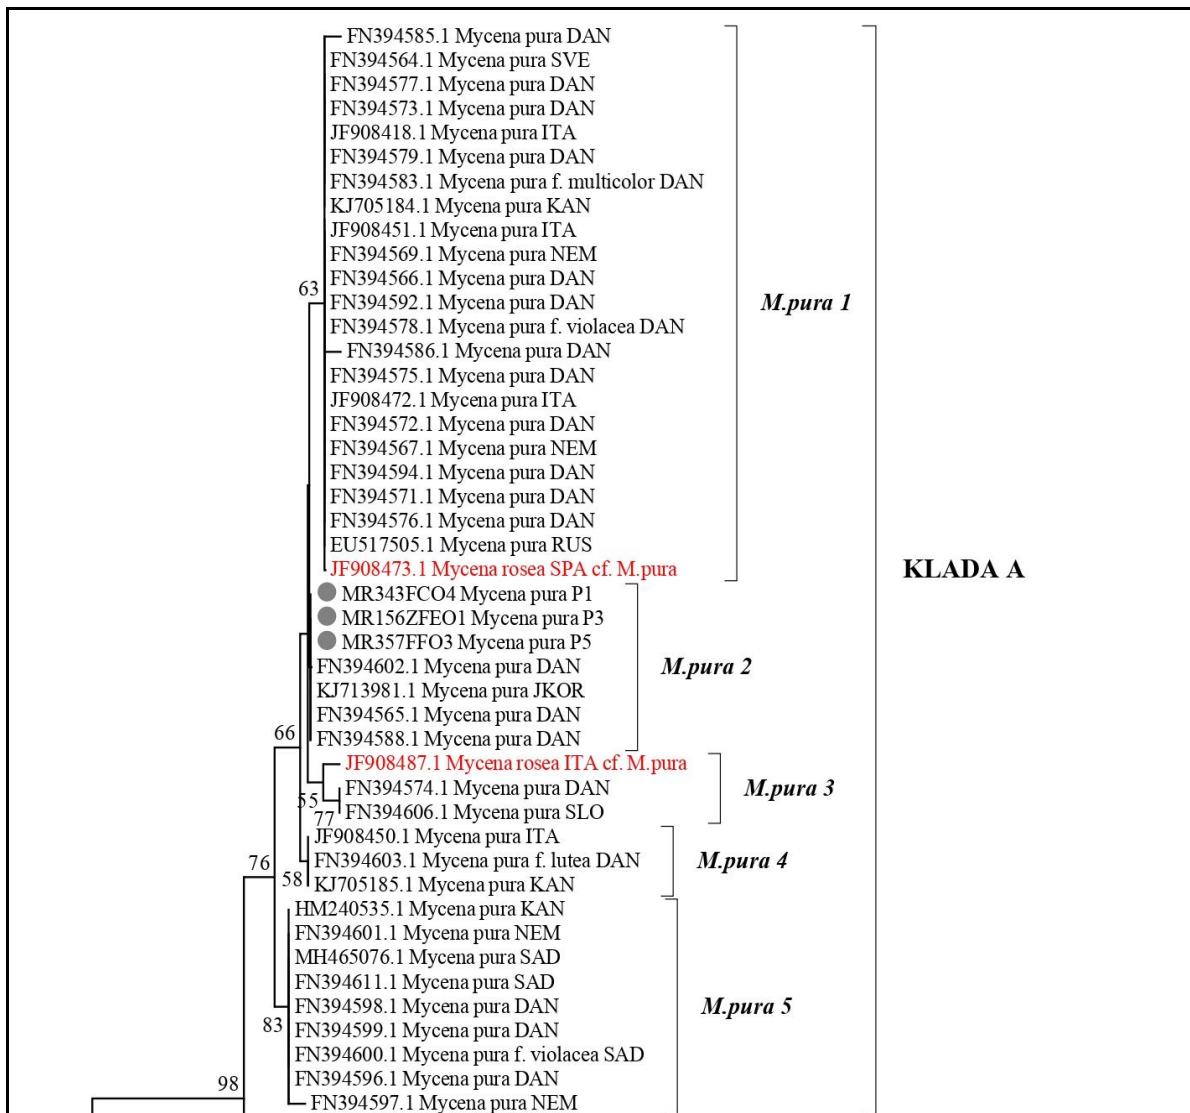 FN394585.1 Mycena pura DAN
FN394564.1 Mycena pura SVE
FN394577.1 Mycena pura DAN
FN394573.1 Mycena pura DAN
JF908418.1 Mycena pura ITA
FN394579.1 Mycena pura DAN
FN394583.1 Mycena pura f. multicolor DAN
KJ705184.1 Mycena pura KAN
JF908451.1 Mycena pura ITA
FN394569.1 Mycena pura NEM
FN394566.1 Mycena pura DAN
63
FN394592.1 Mycena pura DAN
M.pura 1
FN394578.1 Mycena pura f. violacea DAN
FN394586.1 Mycena pura DAN
FN394575.1 Mycena pura DAN
JF908472.1 Mycena pura ITA
FN394572.1 Mycena pura DAN
FN394567.1 Mycena pura NEM
FN394594.1 Mycena pura DAN
FN394571.1 Mycena pura DAN
FN394576.1 Mycena pura DAN
EU517505.1 Mycena pura RUS
JF908473.1 Mycena rosea SPA cf. M.pura
KLADA A
MR343FCO4 Mycena pura P1
MR156ZFEO1 Mycena pura P3
MR357FFO3 Mycena pura P5
FN394602.1 Mycena pura DAN
M.pura 2
KJ713981.1 Mycena pura JKOR
FN394565.1 Mycena pura DAN
66
FN394588.1 Mycena pura DAN
JF908487.1 Mycena rosea ITA cf. M.pura
FN394574.1 Mycena pura DAN
M.pura 3
55
FN394606.1 Mycena pura SLO
77
JF908450.1 Mycena pura ITA
76
FN394603.1 Mycena pura f. lutea DAN
M.pura 4
58
KJ705185.1 Mycena pura KAN
HM240535.1 Mycena pura KAN
FN394601.1 Mycena pura NEM
MH465076.1 Mycena pura SAD
FN394611.1 Mycena pura SAD
FN394598.1 Mycena pura DAN
M.pura 5
83
FN394599.1 Mycena pura DAN
FN394600.1 Mycena pura f. violacea SAD
FN394596.1 Mycena pura DAN
98
FN394597.1 Mycena pura NEM